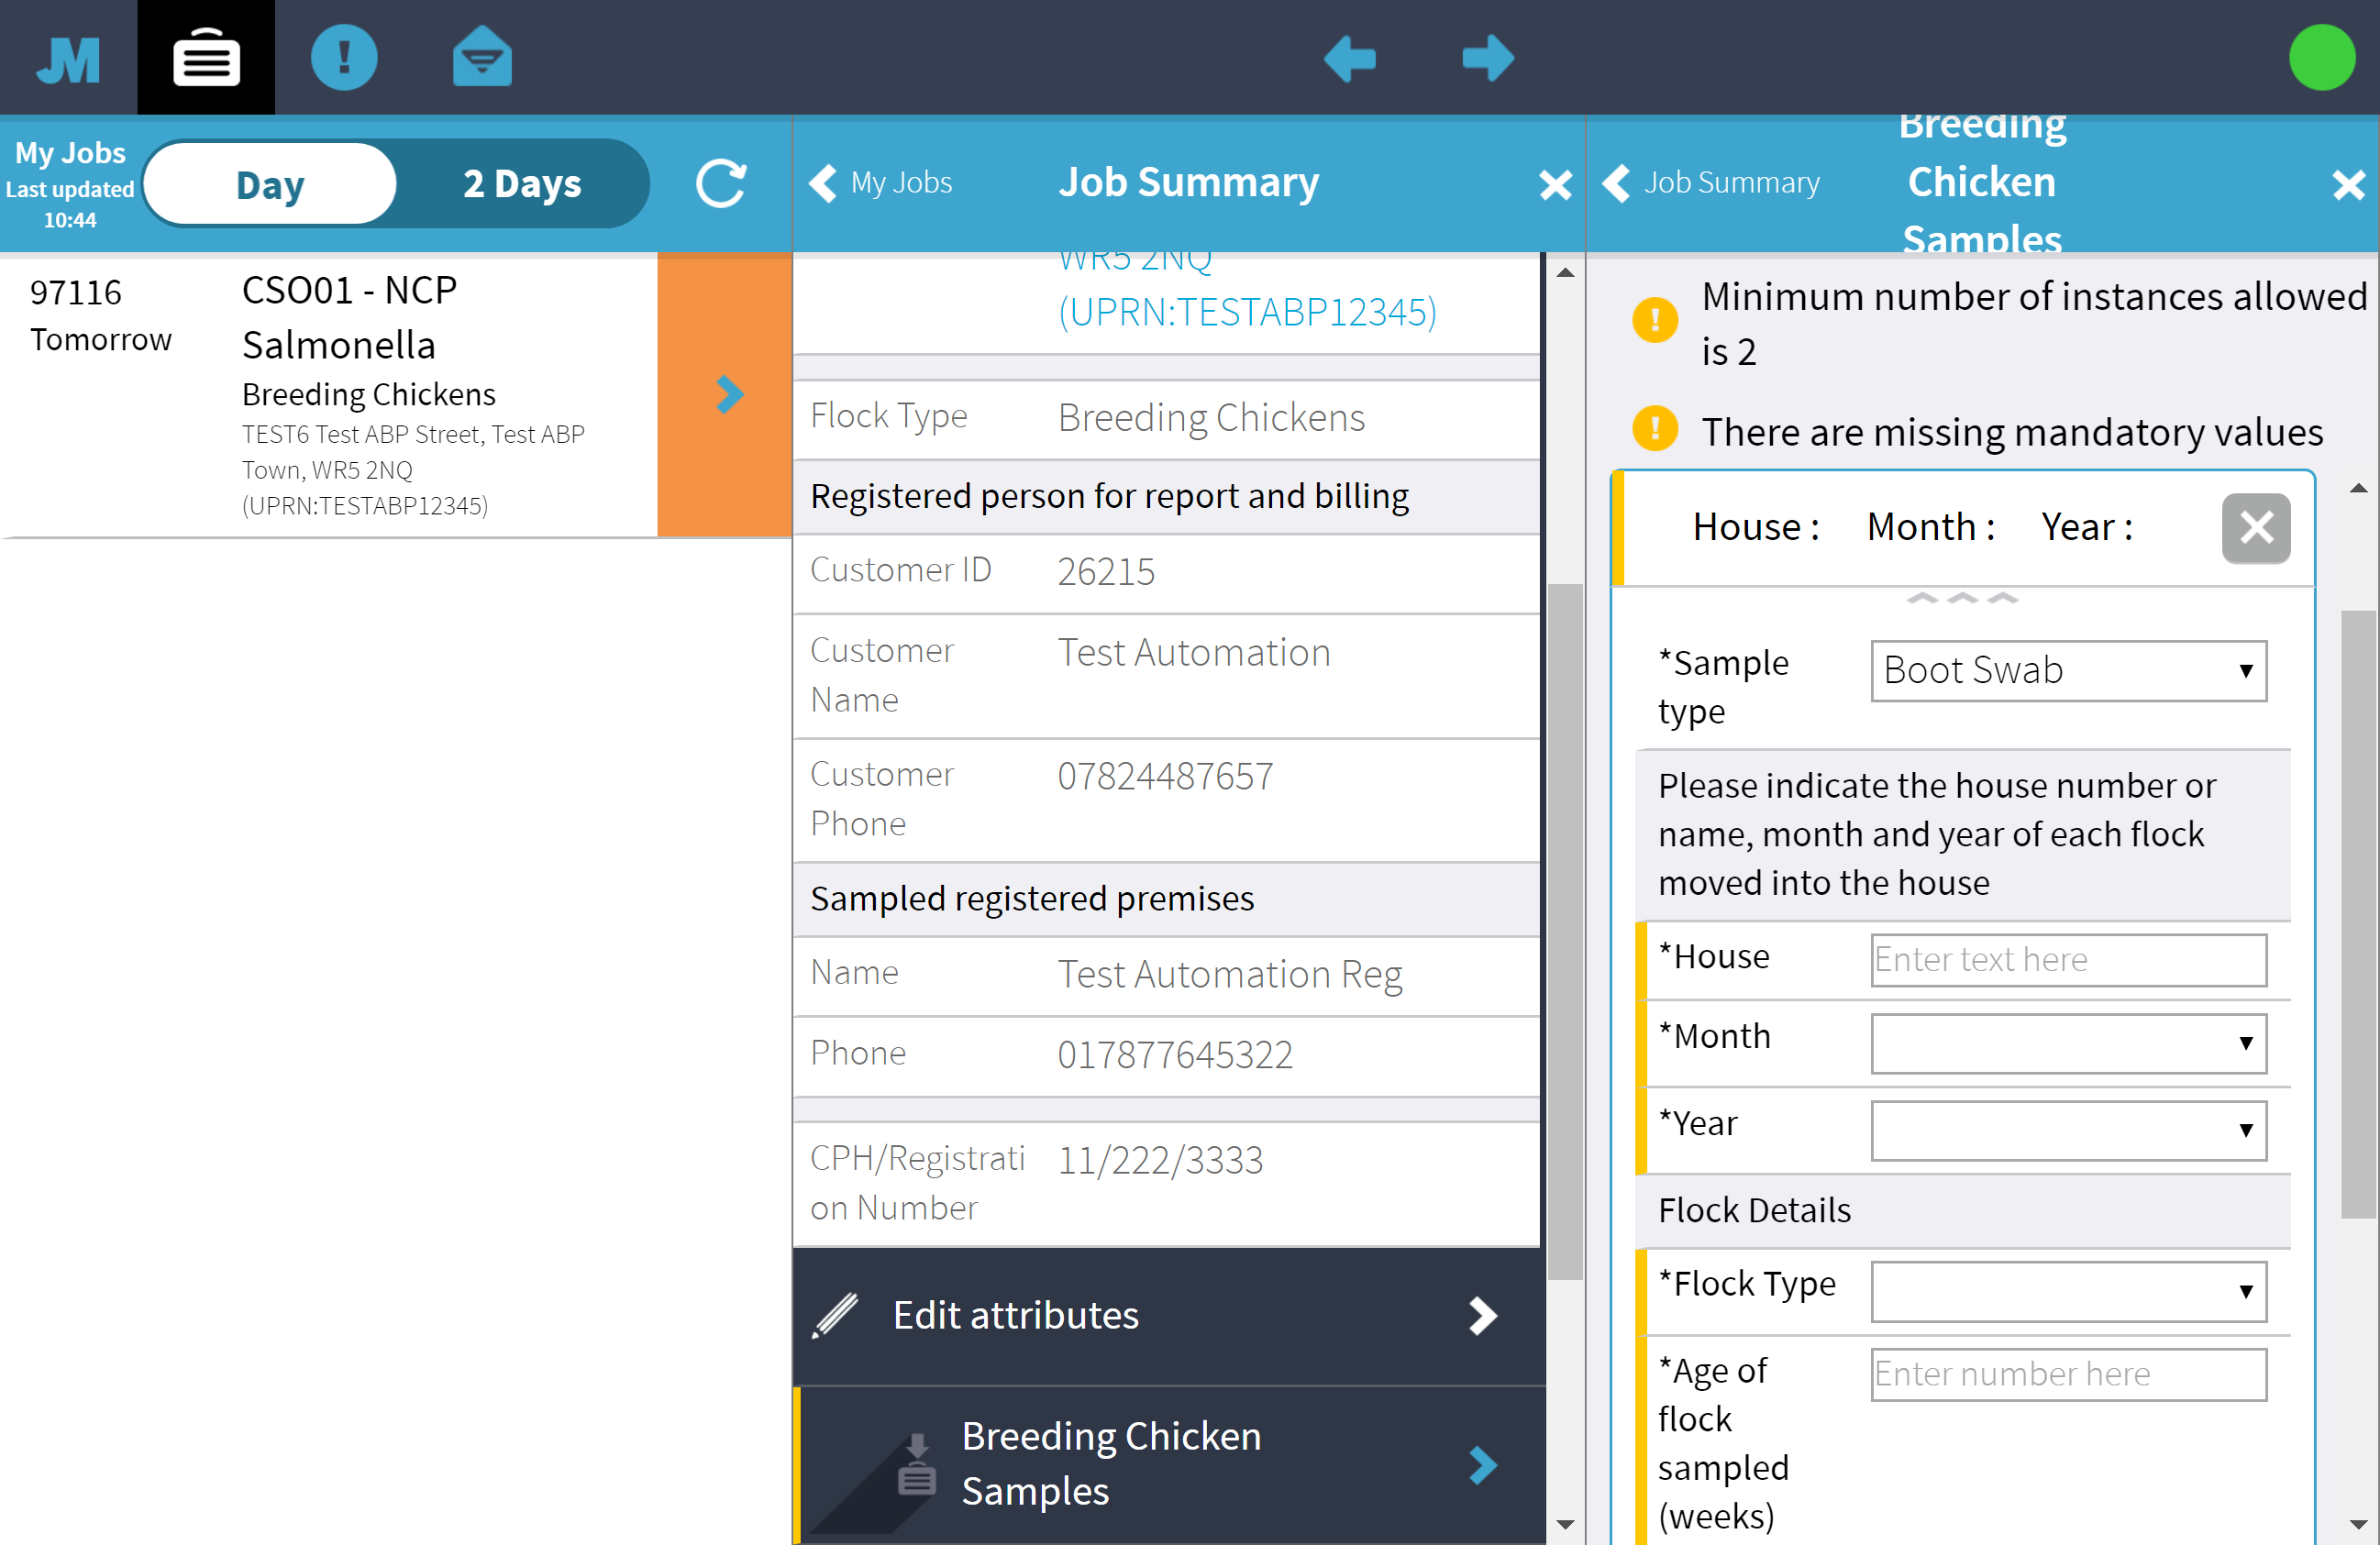 JM
My Jobs
Last updated
10:44
Day
2 Days
97116
Tomorrow
CSO01 - NCP
Salmonella
Breeding Chickens
TEST6 Test ABP Street, Test ABP
Town, WR5 2NQ
(UPRN:TESTABP12345)
My Jobs
Job Summary
WR5 2NQ
(UPRN:TESTABP12345)
Flock Type
Breeding Chickens
Registered person for report and billing
Customer ID
26215
Customer
Name
Test Automation
Customer
Phone
07824487657
Sampled registered premises
Name
Test Automation Reg
Phone
017877645322
CPH/Registrati
on Number
11/222/3333
Edit attributes
Breeding Chicken
Samples
Job Summary
Breeding
Chicken
Samples
Minimum number of instances allowed
is 2
There are missing mandatory values
House : Month : Year :
*Sample
type
Boot Swab
Please indicate the house number or
name, month and year of each flock
moved into the house
*House
Enter text here
*Month
*Year
Flock Details
*Flock Type
*Age of
flock
sampled
(weeks)
Enter number here